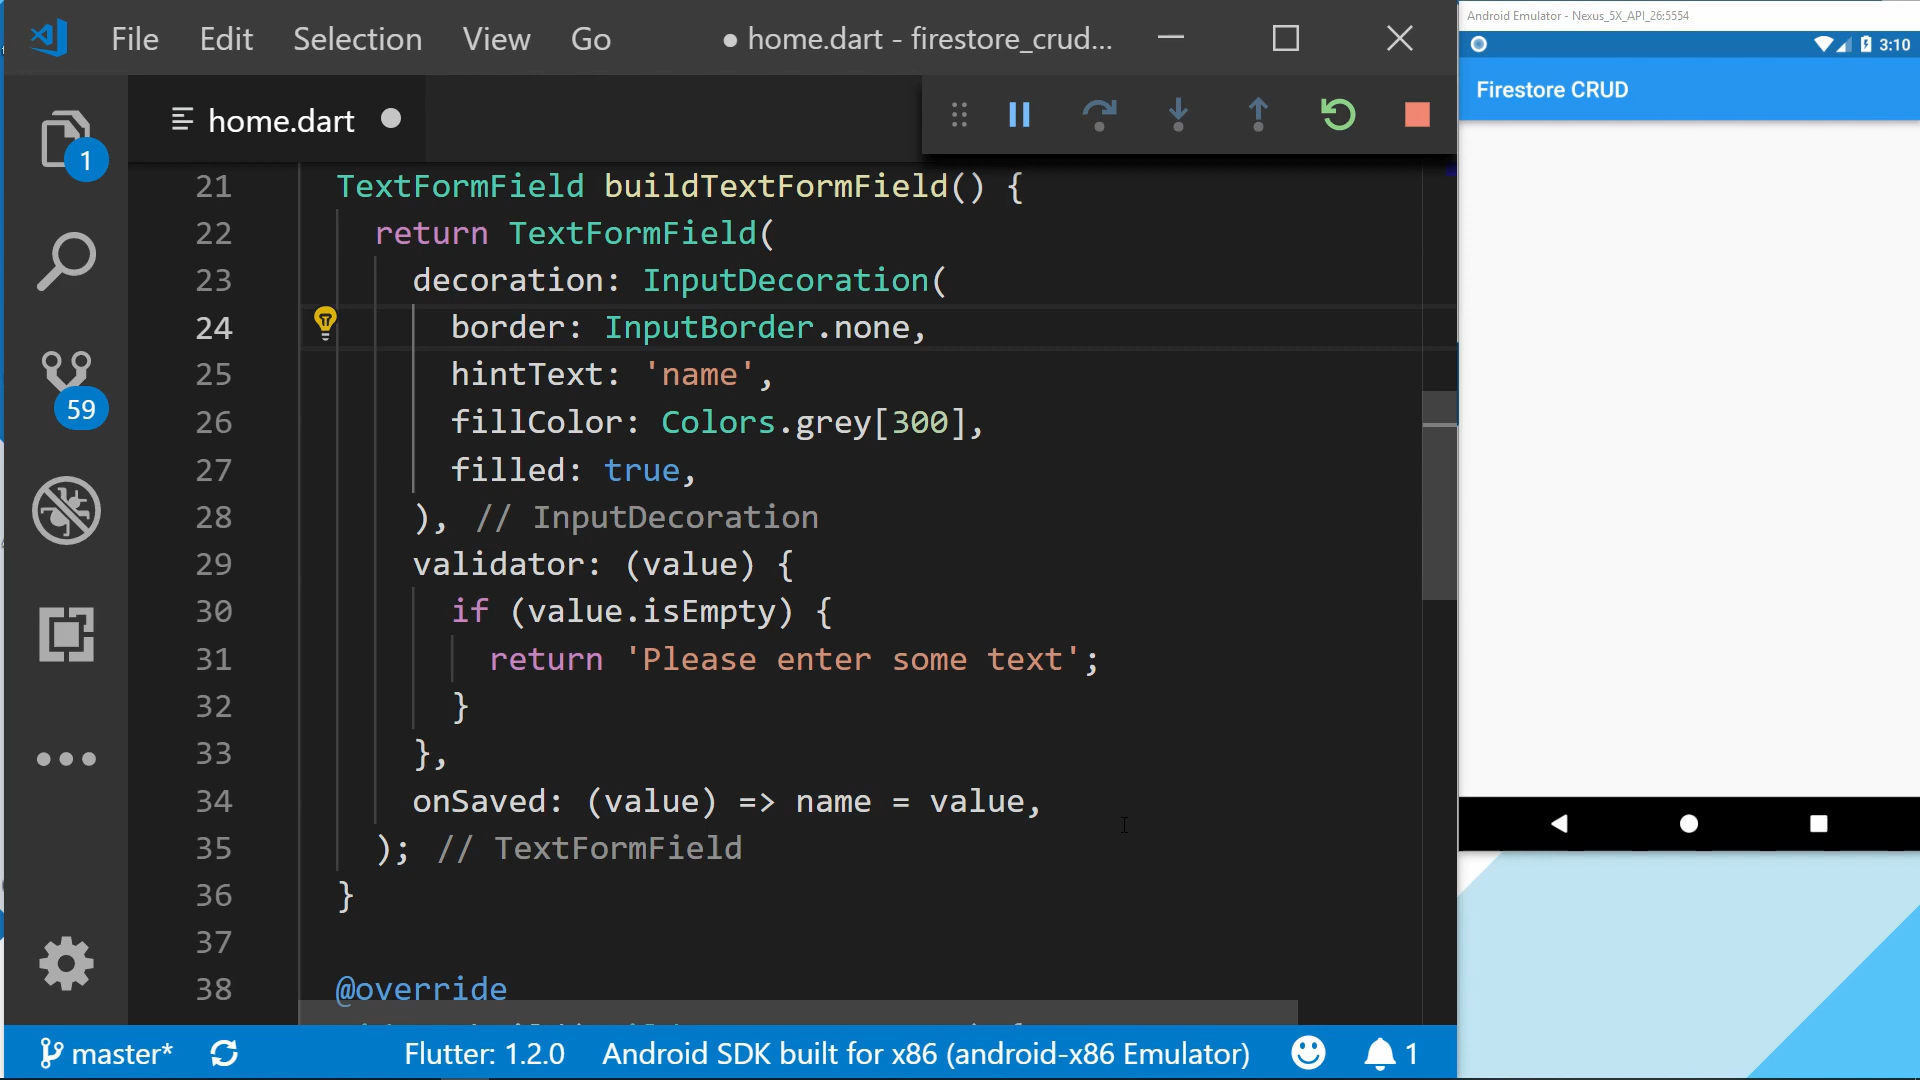 File Edit Selection View Go ● home.dart - firestore_crud...
Android Emulator - Nexus_5X_API_26:5554
3:10
Firestore CRUD
home.dart
1
59
21 TextFormField buildTextFormField() {
22 return TextFormField(
23 decoration: InputDecoration(
24 border: InputBorder.none,
25 hintText: 'name',
26 fillColor: Colors.grey[300],
27 filled: true,
28 ), // InputDecoration
29 validator: (value) {
30 if (value.isEmpty) {
31 return 'Please enter some text';
32 }
33 },
34 onSaved: (value) => name = value,
35 ); // TextFormField
36 }
37
38 @override
master* Flutter: 1.2.0 Android SDK built for x86 (android-x86 Emulator) 1